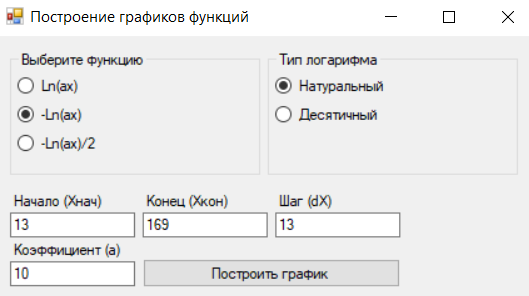 Построение графиков функций
Выберите функцию
Ln(ax)
-Ln(ax)
-Ln(ax)/2
Тип логарифма
Натуральный
Десятичный
Начало (Хнач) Конец (Хкон) Шаг (dX)
13 169 13
Коэффициент (a)
10 Построить график